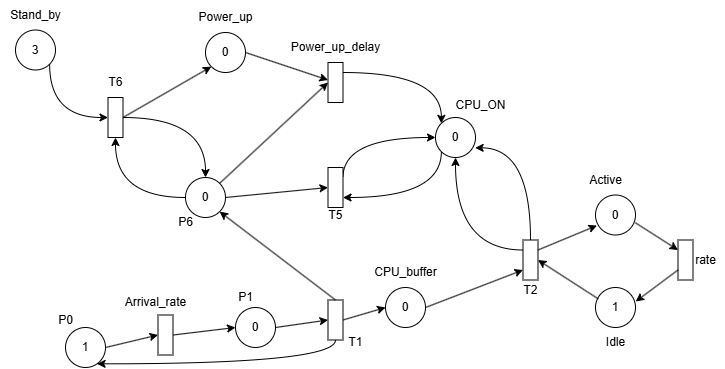 Stand_by
3
Power_up
0
Power_up_delay
T6
CPU_ON
0
0
P6
T5
Active
0
rate
T2
CPU_buffer
0
1
Idle
Arrival_rate
P1
0
T1
P0
1